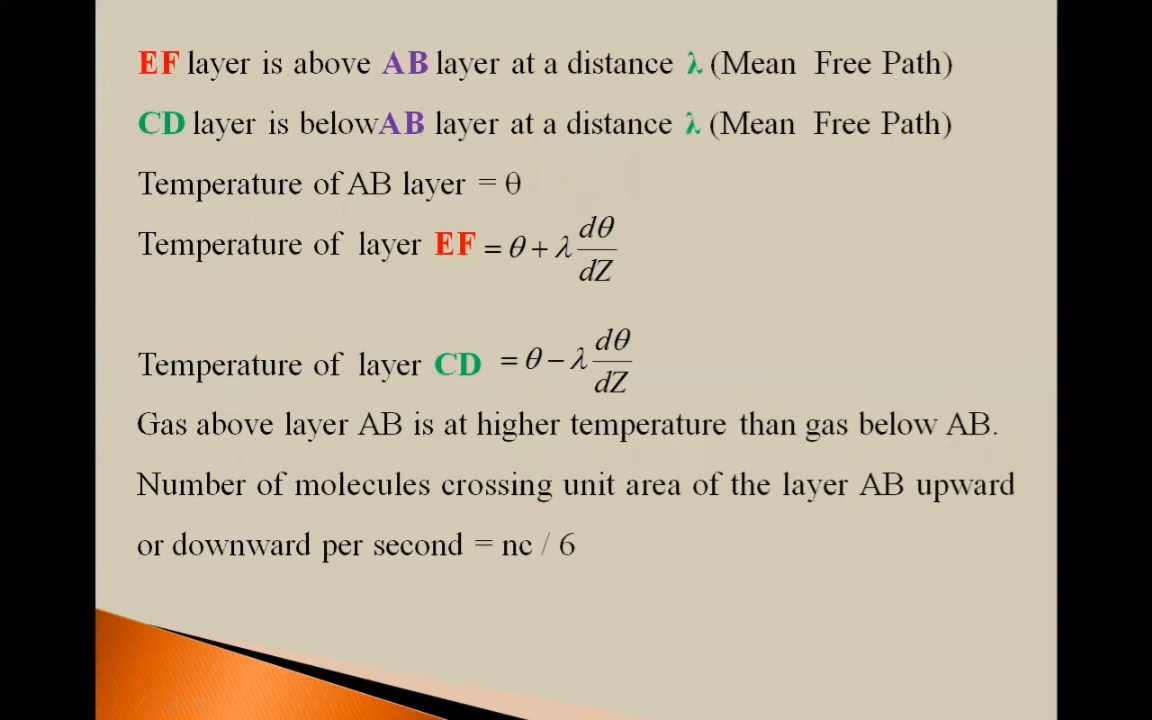 EF layer is above AB layer at a distance λ (Mean Free Path)
CD layer is belowAB layer at a distance λ (Mean Free Path)
Temperature of AB layer = θ
Temperature of layer EF = θ + λ dθ/dZ
Temperature of layer CD = θ − λ dθ/dZ
Gas above layer AB is at higher temperature than gas below AB.
Number of molecules crossing unit area of the layer AB upward
or downward per second = nc / 6